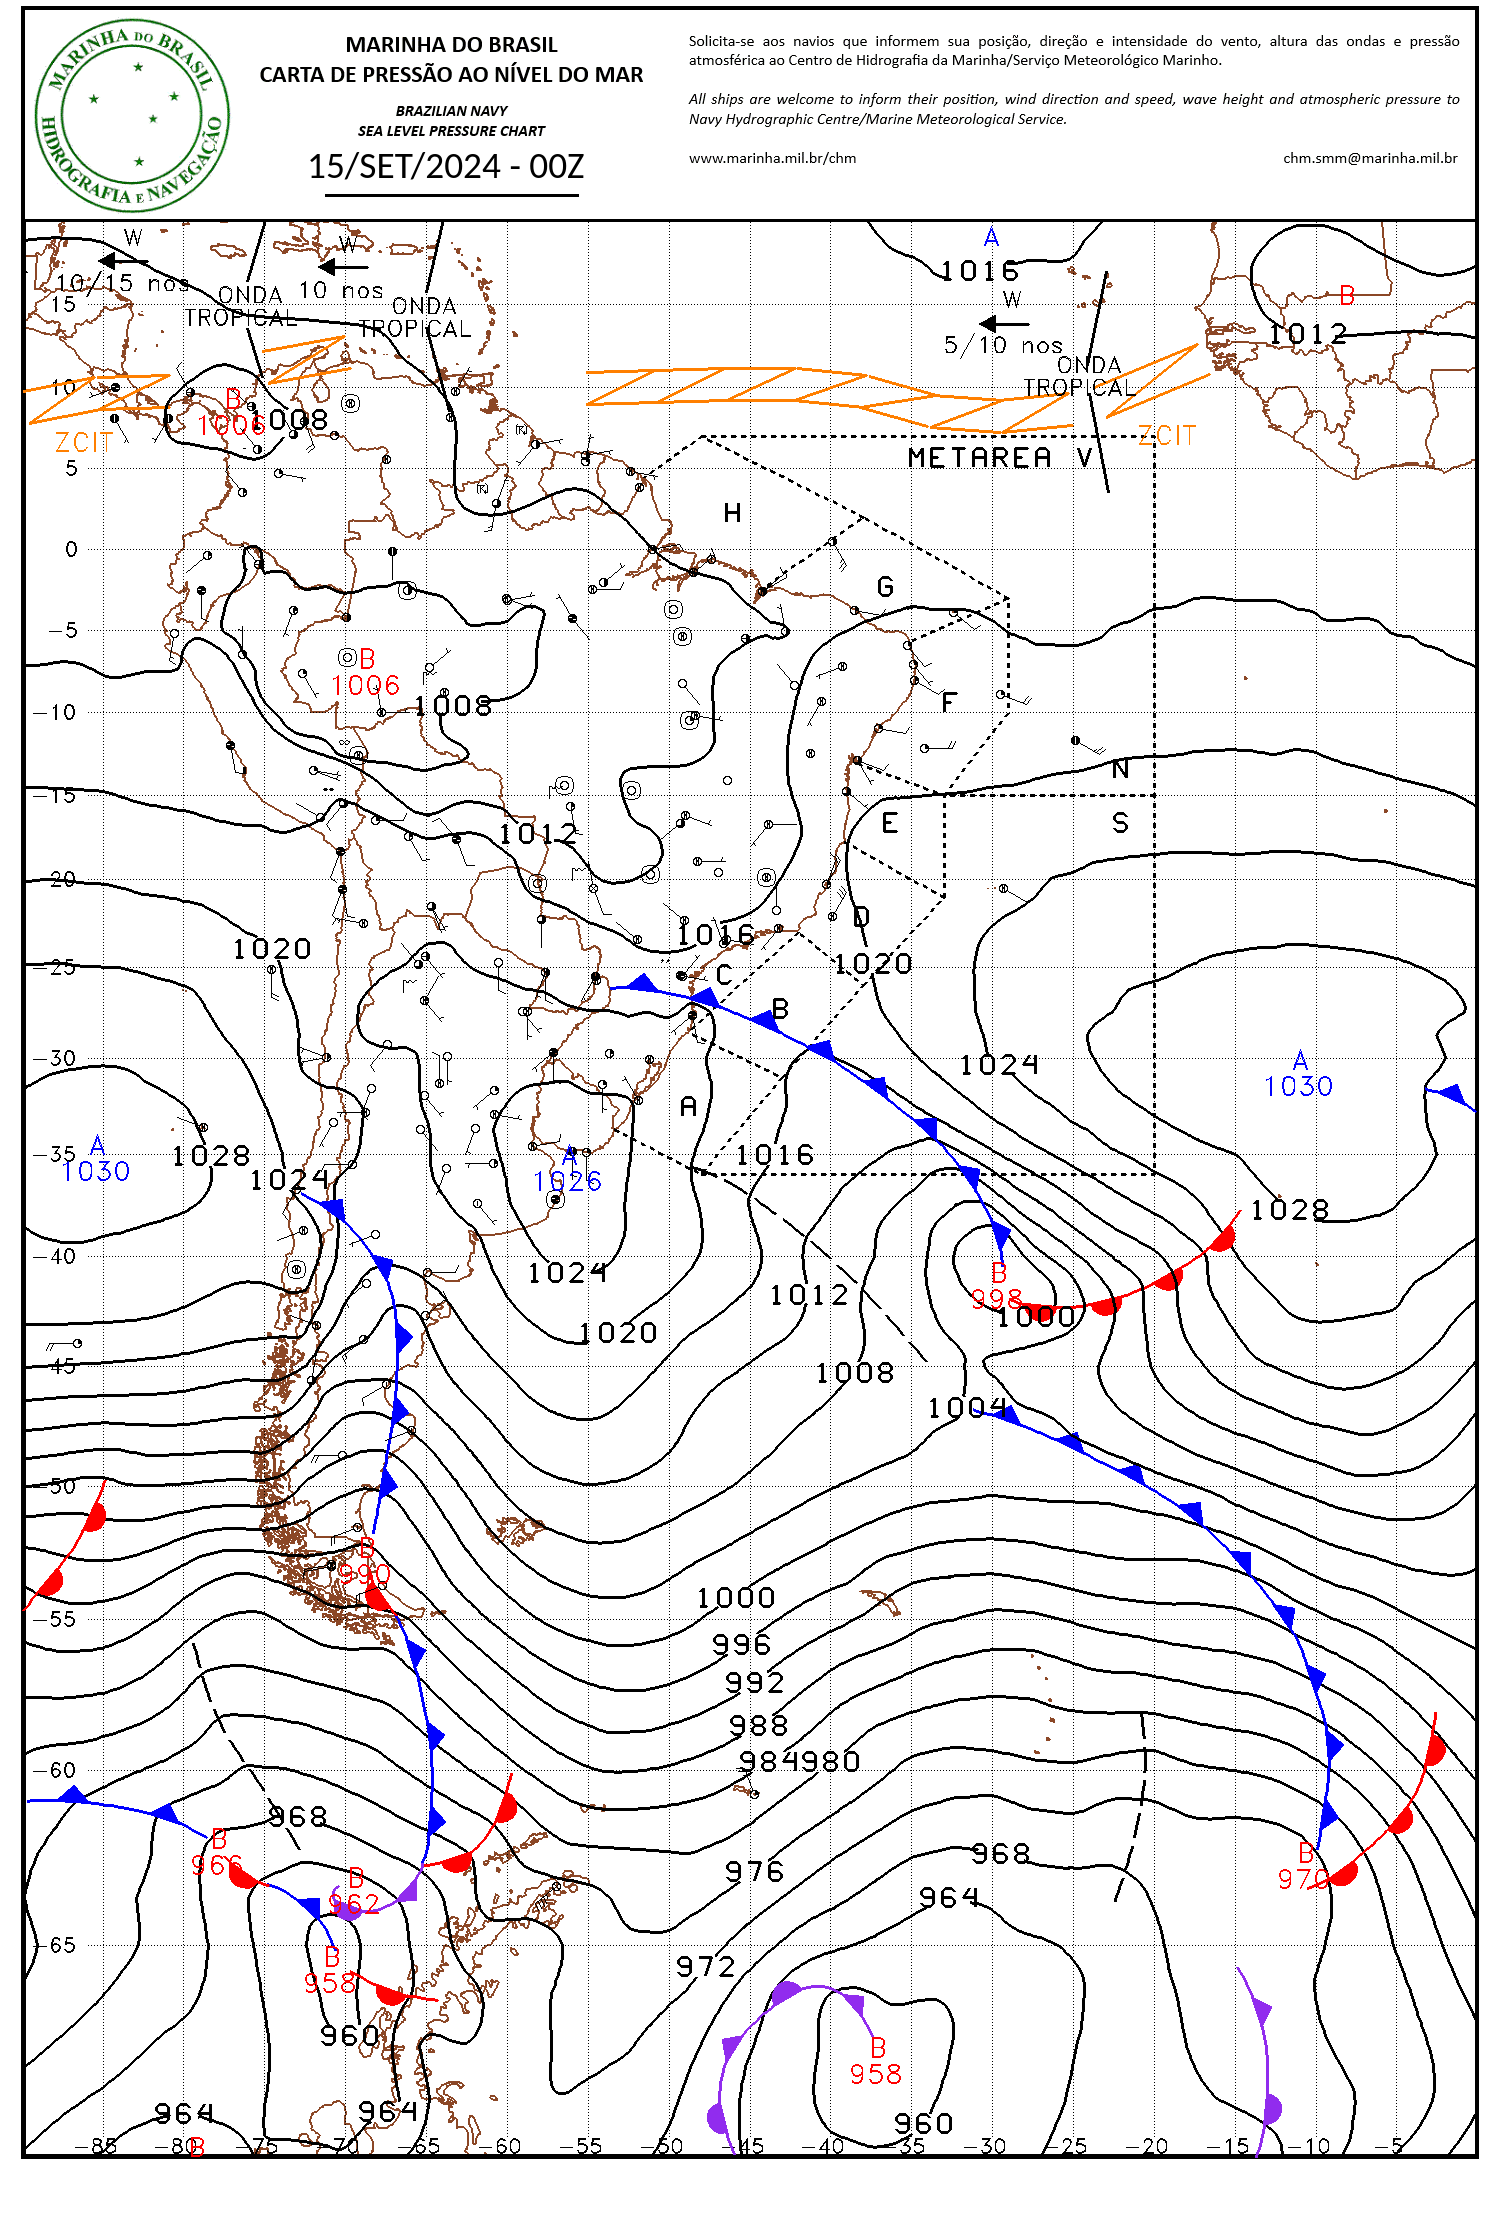 MARINHA DO BRASIL
HIDROGRAFIA E NAVEGAÇÃO
MARINHA DO BRASIL
CARTA DE PRESSÃO AO NÍVEL DO MAR
BRAZILIAN NAVY
SEA LEVEL PRESSURE CHART
15/SET/2024 - 00Z
Solicita-se aos navios que informem sua posição, direção e intensidade do vento, altura das ondas e pressão
atmosférica ao Centro de Hidrografia da Marinha/Serviço Meteorológico Marinho.
All ships are welcome to inform their position, wind direction and speed, wave height and atmospheric pressure to
Navy Hydrographic Centre/Marine Meteorological Service.
www.marinha.mil.br/chm
chm.smm@marinha.mil.br
W
W
A
1016
10/15 nos
10 nos
B
15
ONDA
TROPICAL
ONDA
TROPICAL
W
5/10 nos
1012
ONDA
TROPICAL
10
B
1006
1008
ZCIT
ZCIT
METAREA V
5
H
0
G
-5
B
1006
F
1008
-10
N
-15
1012
E
S
-20
D
1016
1020
1020
C
-25
B
-30
1024
A
1030
A
A
1030
1028
-35
1024
A
1026
1016
1028
-40
1024
B
998
1012
1000
1020
-45
1008
1004
-50
B
990
1000
-55
996
992
988
984
980
-60
968
B
966
968
B
970
976
B
962
964
-65
B
958
972
960
B
958
964
964
960
B
-85
-80
-75
-70
-65
-60
-55
-50
-45
-40
-35
-30
-25
-20
-15
-10
-5